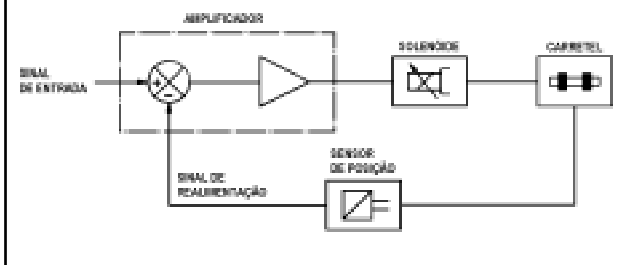 AMPLIFICADOR
SOLENÓIDE
CARRETEL
SINAL
DE ENTRADA
+
-
SENSOR
DE POSIÇÃO
SINAL DE
REALIMENTAÇÃO